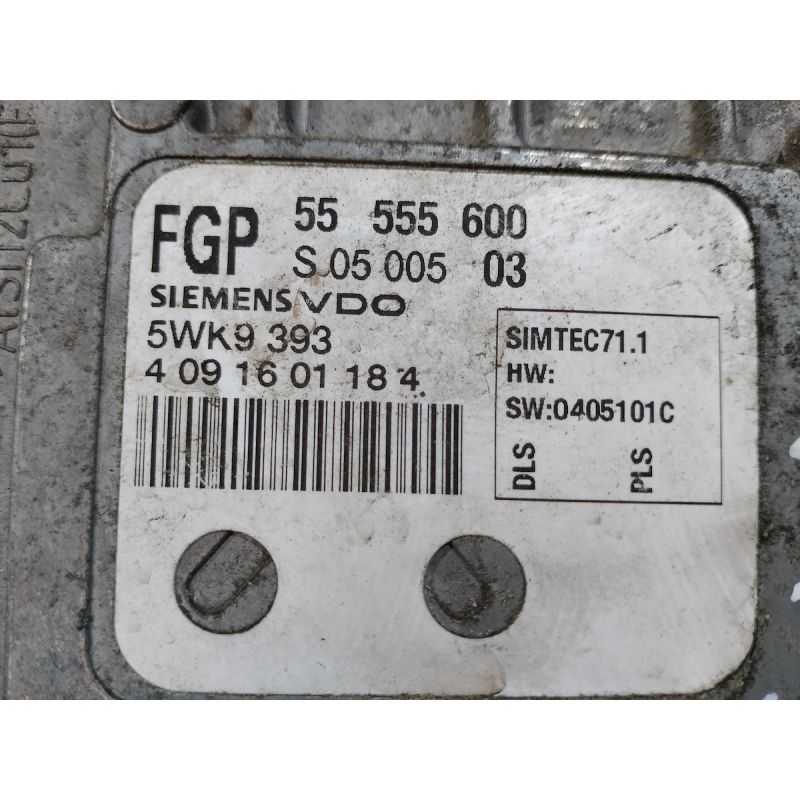 FGP 55 555 600
S 05 005 03
SIEMENS VDO
5WK9 393
4 09 16 01 18 4
SIMTEC71.1
HW:
SW:0405101C
DLS
PLS